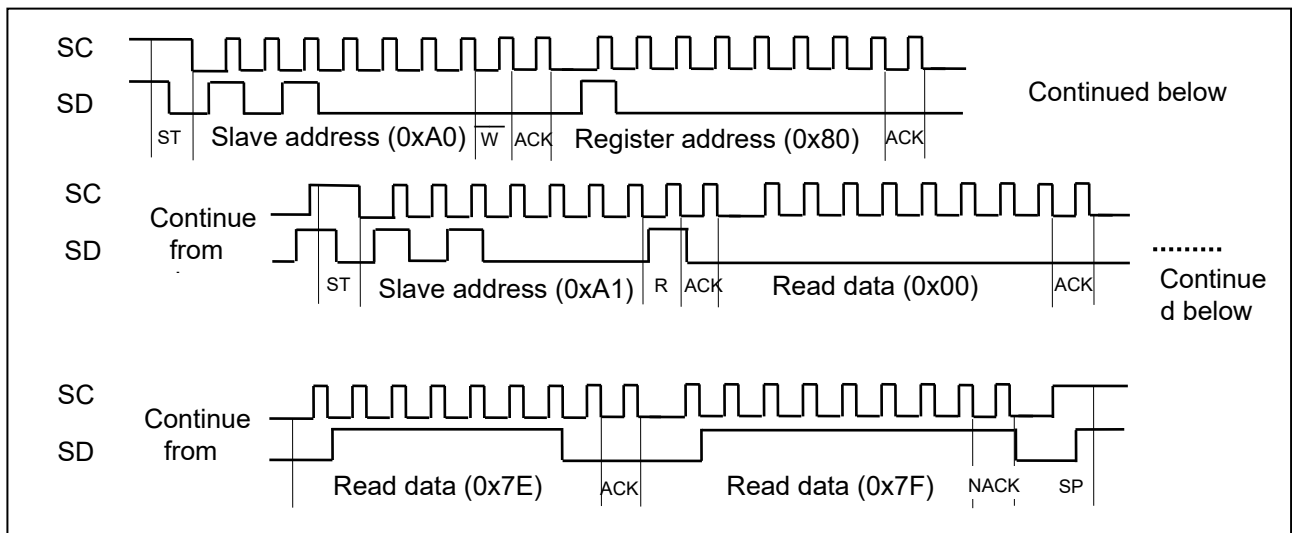 SC
SD
Continued below
ST Slave address (0xA0) W ACK Register address (0x80) ACK
SC
Continue
from
SD
ST Slave address (0xA1) R ACK Read data (0x00) ACK
.........
Continue
d below
SC
Continue
from
SD
Read data (0x7E) ACK Read data (0x7F) NACK SP